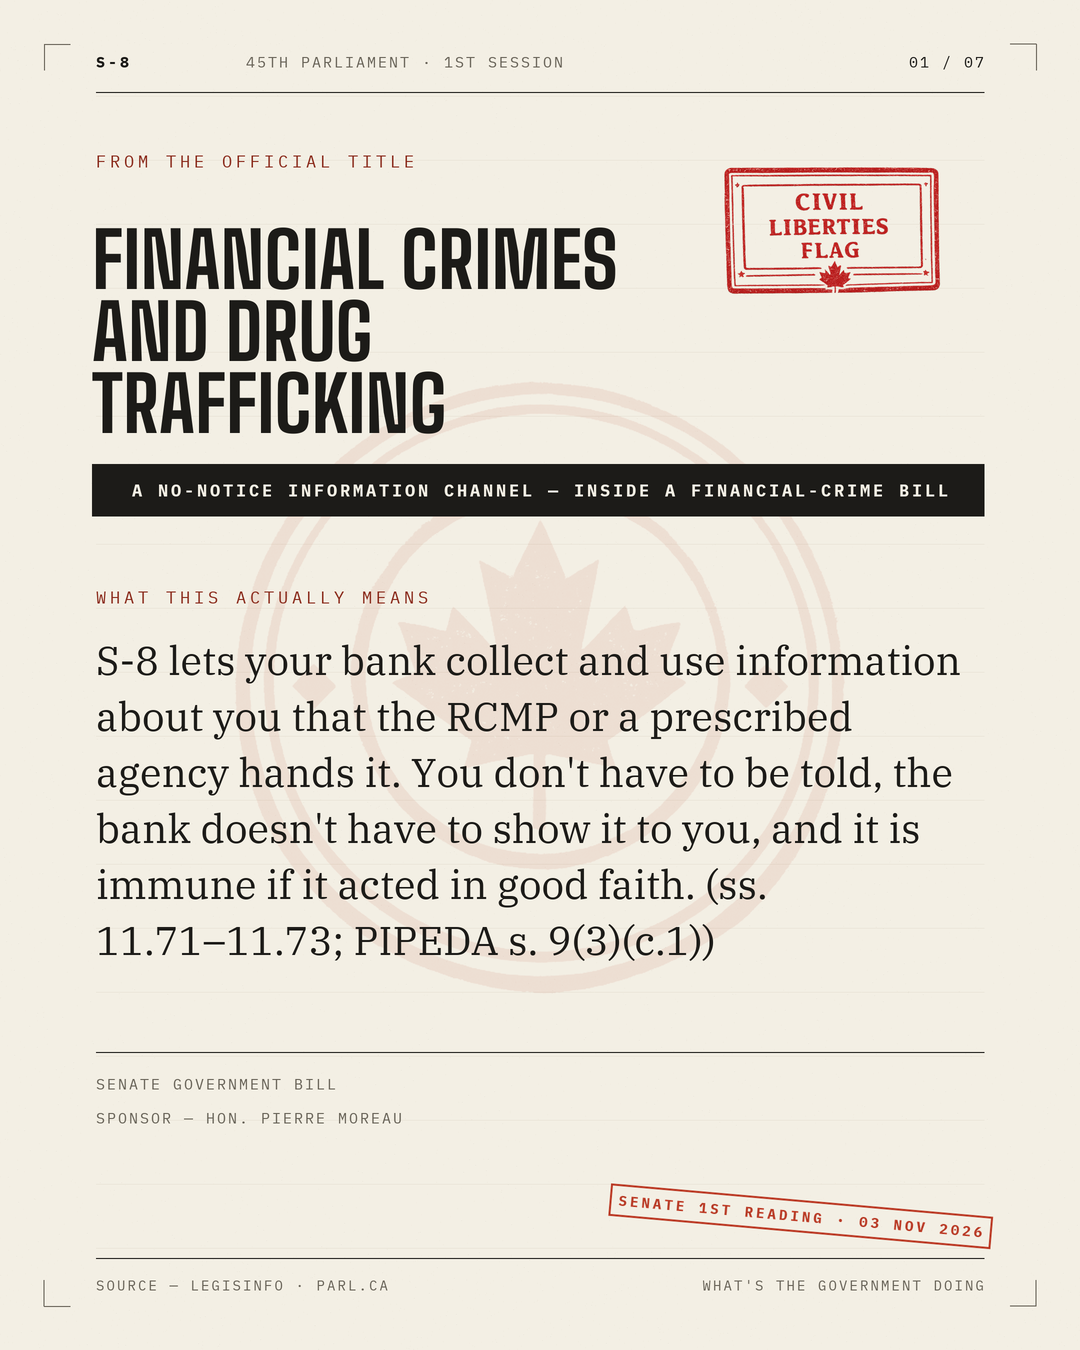 S-8 45TH PARLIAMENT · 1ST SESSION 01 / 07
FROM THE OFFICIAL TITLE
CIVIL
LIBERTIES
FLAG
FINANCIAL CRIMES
AND DRUG
TRAFFICKING
A NO-NOTICE INFORMATION CHANNEL — INSIDE A FINANCIAL-CRIME BILL
WHAT THIS ACTUALLY MEANS
S-8 lets your bank collect and use information
about you that the RCMP or a prescribed
agency hands it. You don't have to be told, the
bank doesn't have to show it to you, and it is
immune if it acted in good faith. (ss.
11.71–11.73; PIPEDA s. 9(3)(c.1))
SENATE GOVERNMENT BILL
SPONSOR — HON. PIERRE MOREAU
SENATE 1ST READING · 03 NOV 2026
SOURCE — LEGISINFO · PARL.CA WHAT'S THE GOVERNMENT DOING